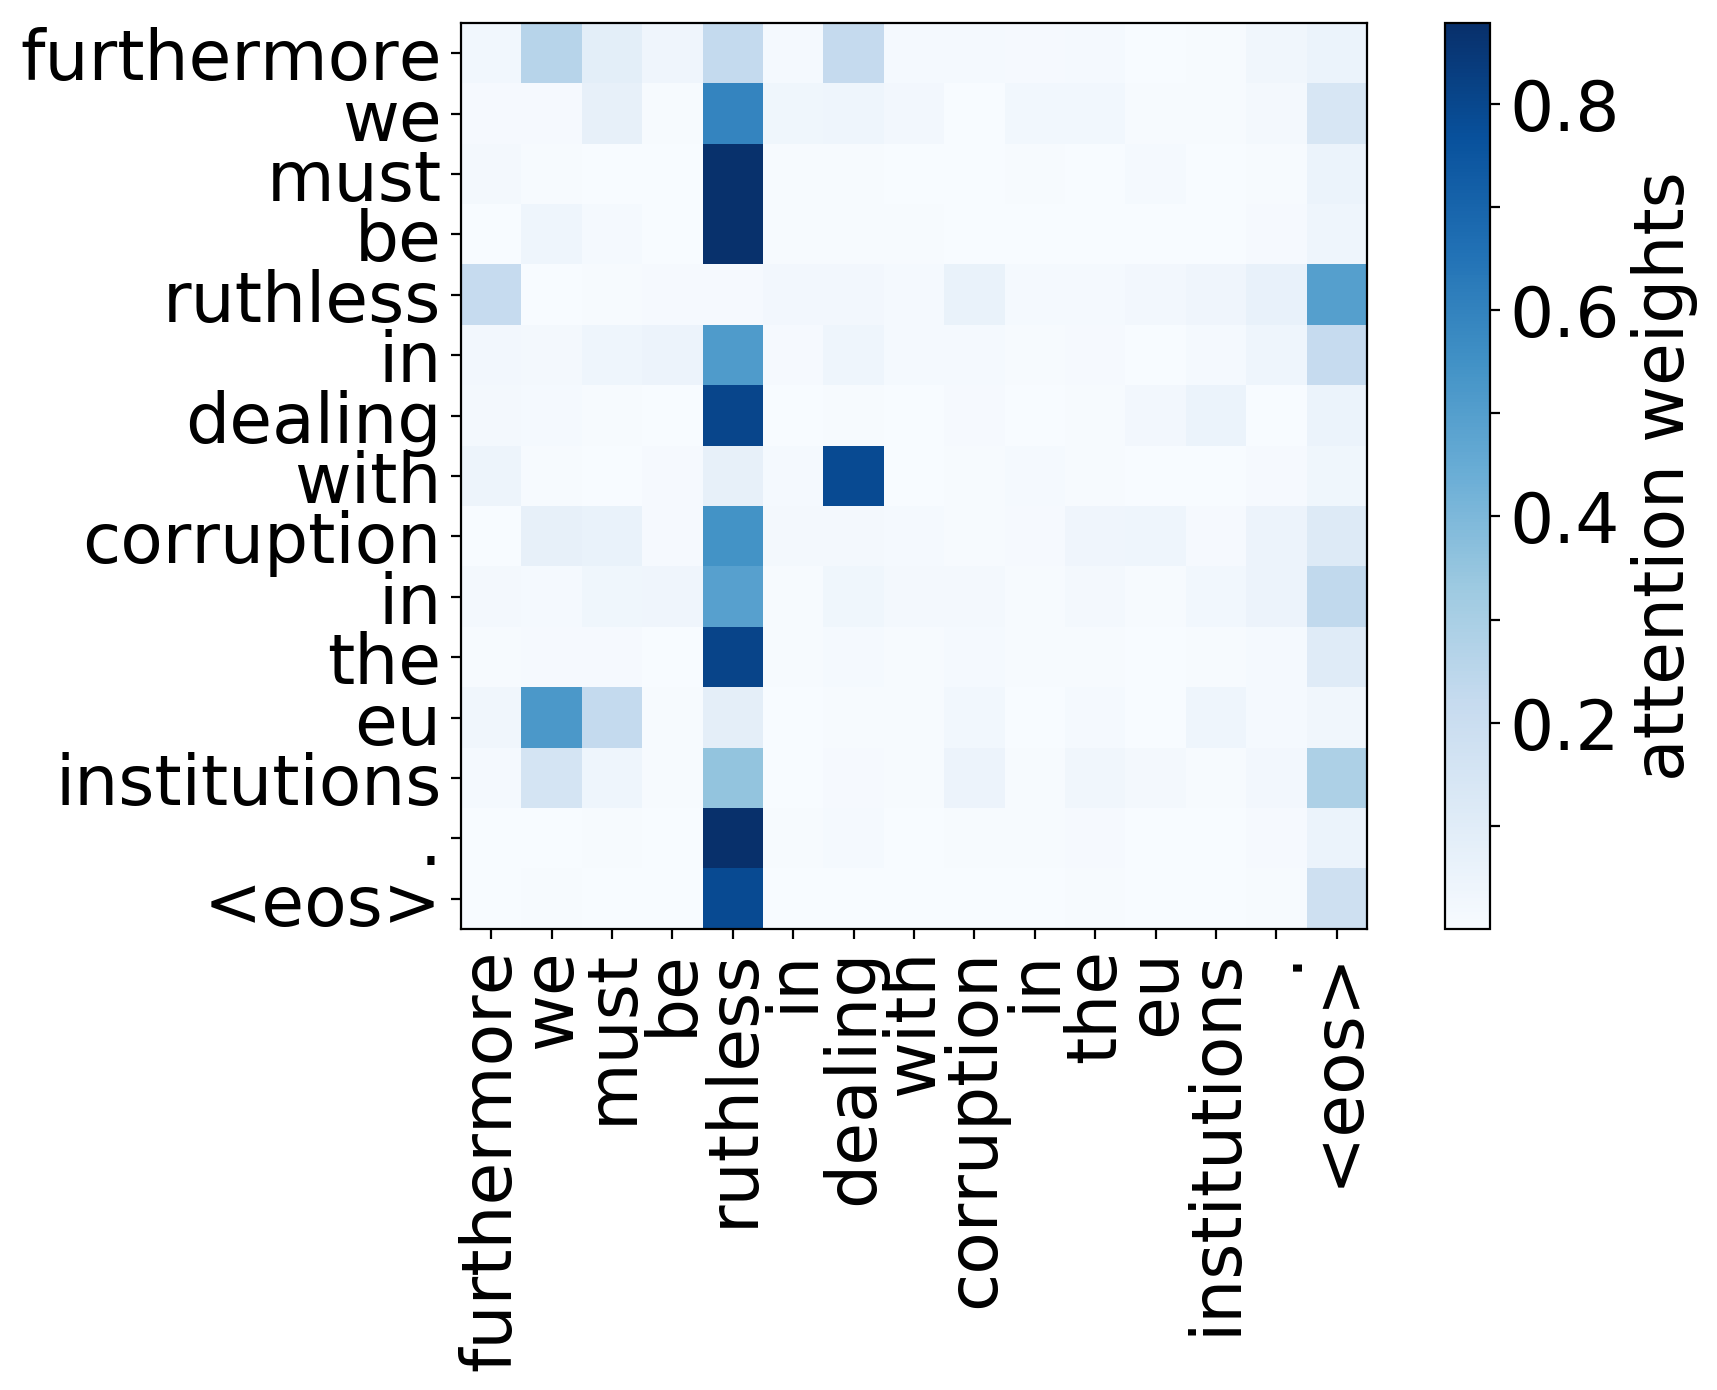 furthermore
we
must
be
ruthless
in
dealing
with
corruption
in
the
eu
institutions
.
<eos>
furthermore
we
must
be
ruthless
in
dealing
with
corruption
in
the
eu
institutions
.
<eos>
0.8
0.6
0.4
0.2
attention weights